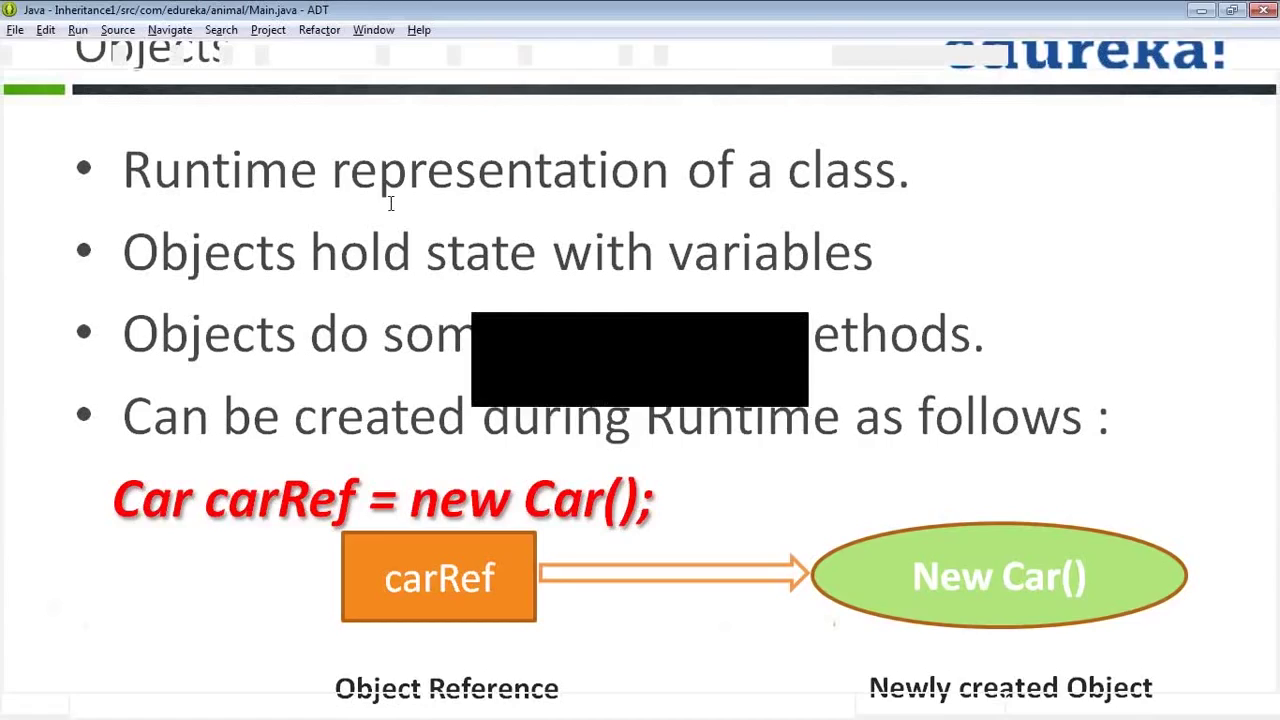 Java - Inheritance1/src/com/edureka/animal/Main.java - ADT
File Edit Run Source Navigate Search Project Refactor Window Help
Objects
edureka!
• Runtime representation of a class.
• Objects hold state with variables
• Objects do som ethods.
• Can be created during Runtime as follows :
Car carRef = new Car();
carRef
New Car()
Object Reference
Newly created Object